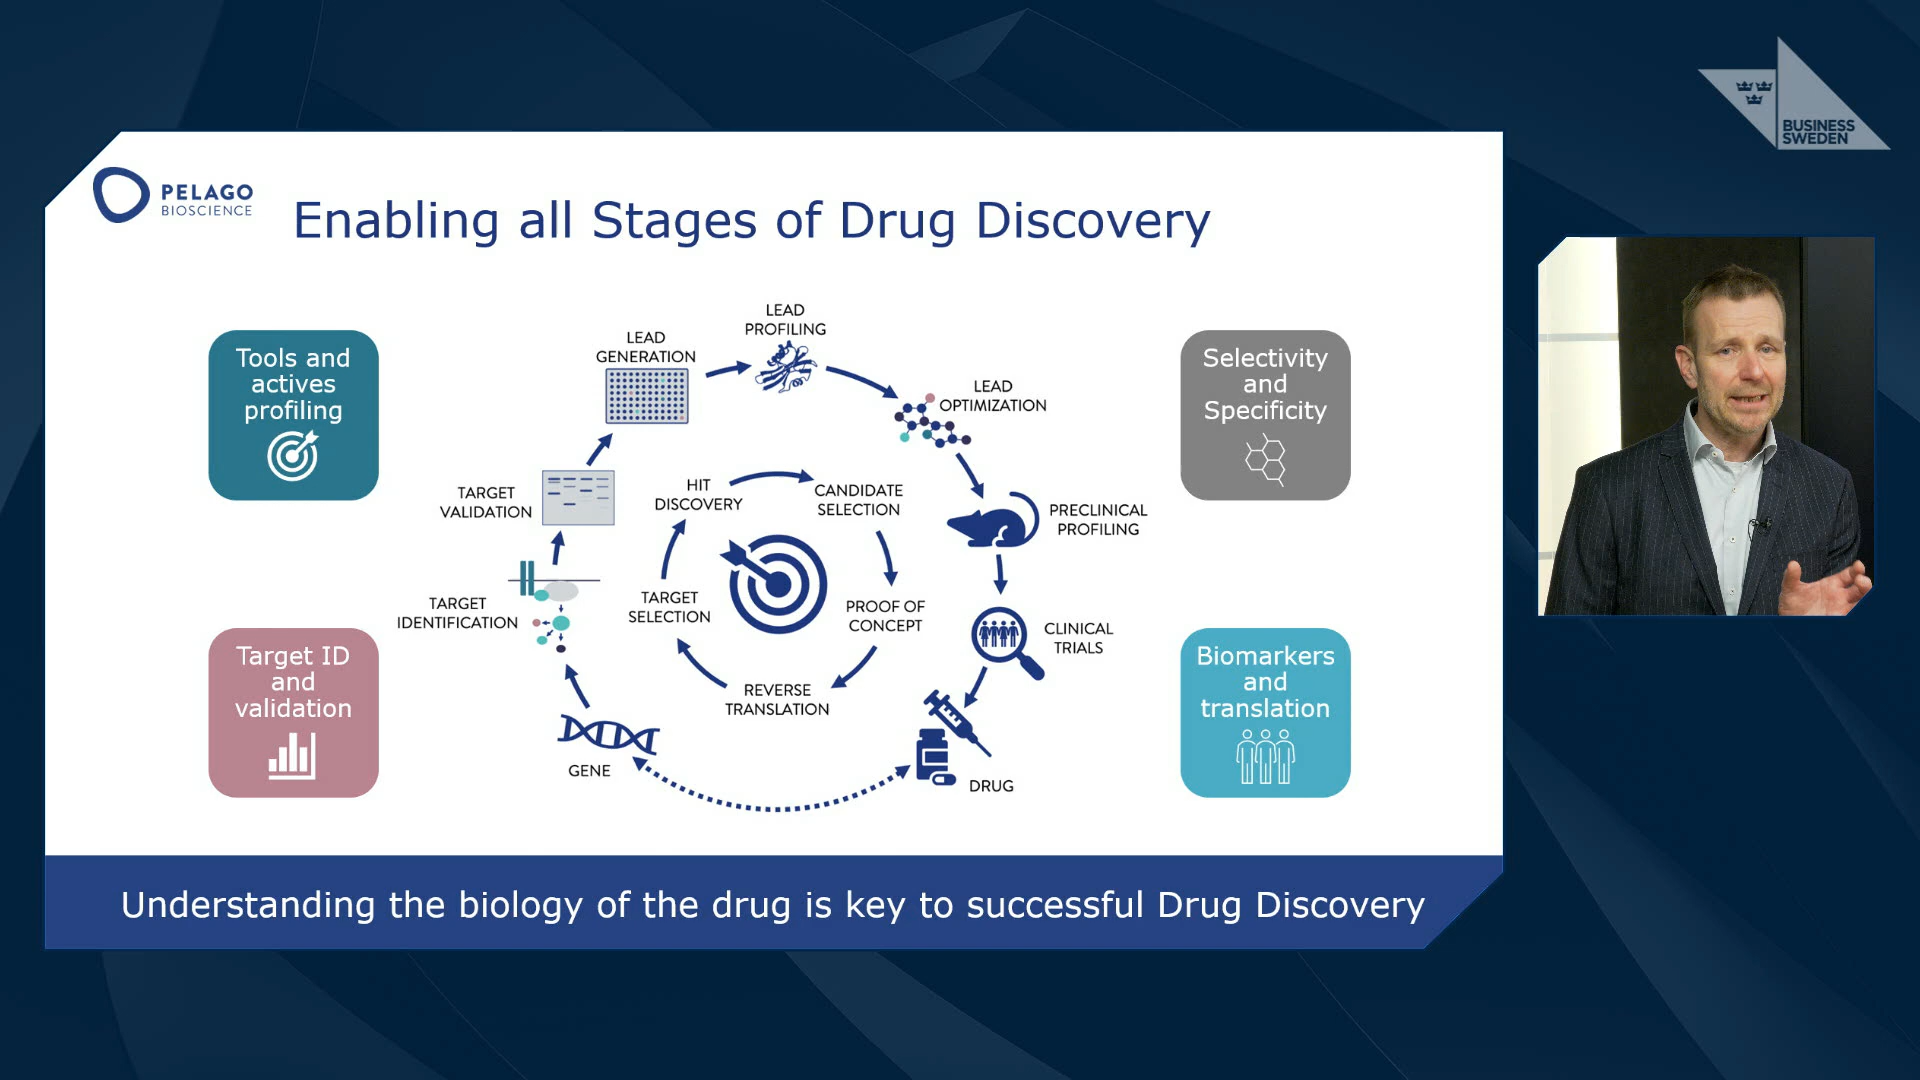 BUSINESS
SWEDEN
PELAGO
BIOSCIENCE
Enabling all Stages of Drug Discovery
Tools and
actives
profiling
Target ID
and
validation
GENE
TARGET
IDENTIFICATION
TARGET
VALIDATION
LEAD
GENERATION
LEAD
PROFILING
LEAD
OPTIMIZATION
PRECLINICAL
PROFILING
CLINICAL
TRIALS
DRUG
HIT
DISCOVERY
CANDIDATE
SELECTION
PROOF OF
CONCEPT
REVERSE
TRANSLATION
TARGET
SELECTION
Selectivity
and
Specificity
Biomarkers
and
translation
Understanding the biology of the drug is key to successful Drug Discovery